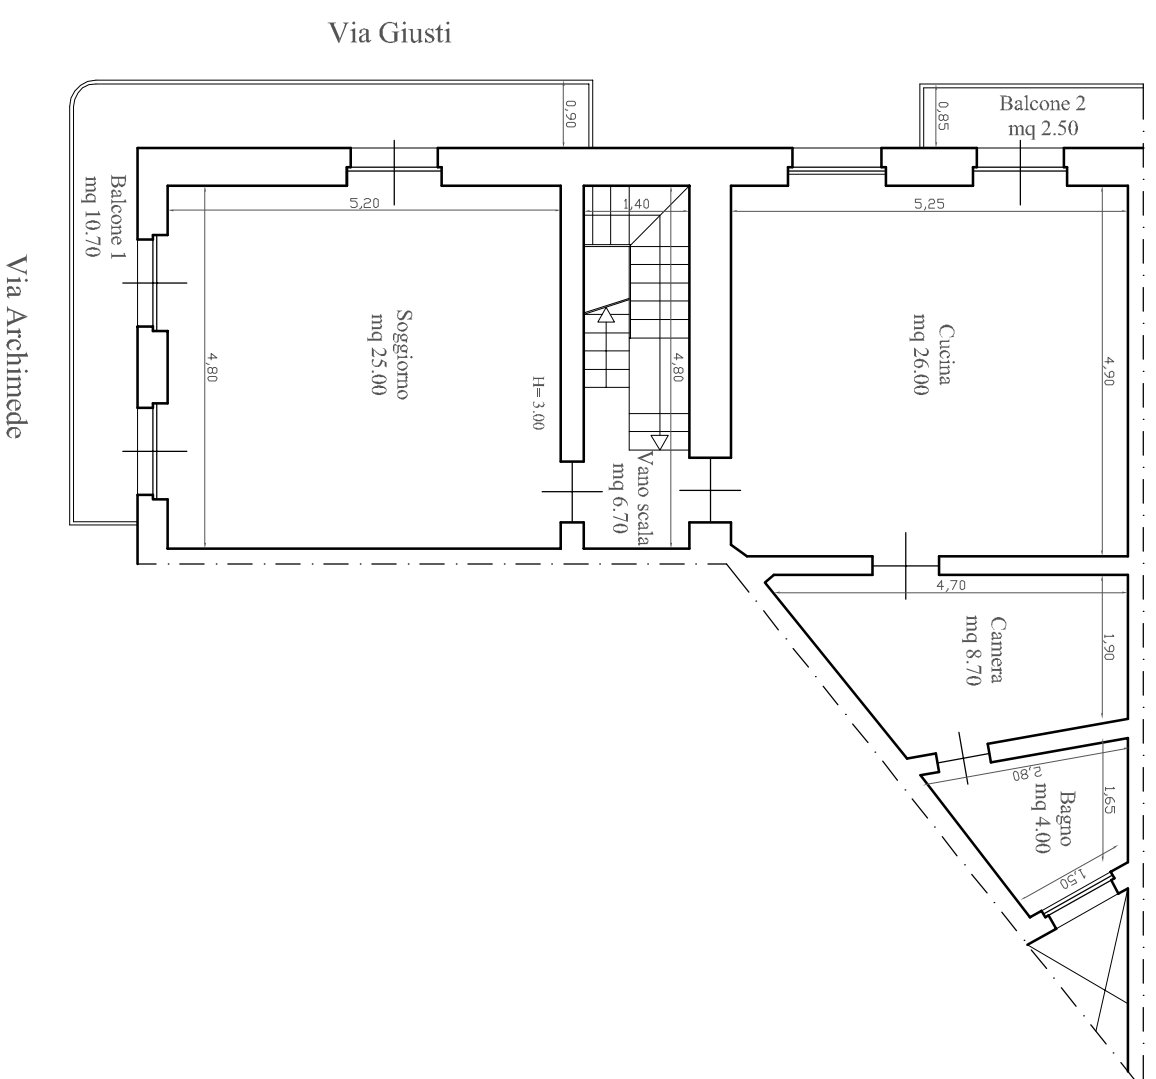 Via Giusti
Via Archimede
0,90
0,85
Balcone 2
mq 2.50
Balcone 1
mq 10.70
5,20
1,40
5,25
4,80
Soggiorno
mq 25.00
H= 3.00
4,80
Vano scala
mq 6.70
Cucina
mq 26.00
4,90
4,70
Camera
mq 8.70
1,90
2,80
Bagno
mq 4.00
1,65
1,50